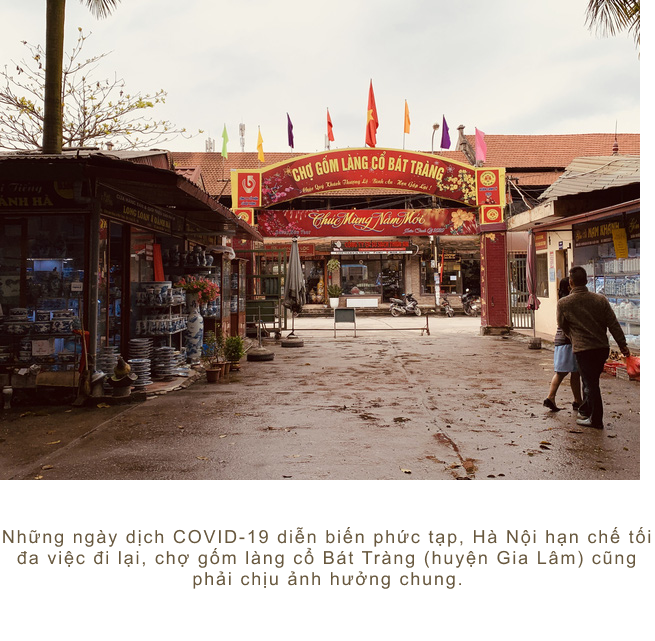 CHỢ GỐM LÀNG CỔ BÁT TRÀNG
Chúc Mừng Năm Mới
Những ngày dịch COVID-19 diễn biến phức tạp, Hà Nội hạn chế tối
đa việc đi lại, chợ gốm làng cổ Bát Tràng (huyện Gia Lâm) cũng
phải chịu ảnh hưởng chung.